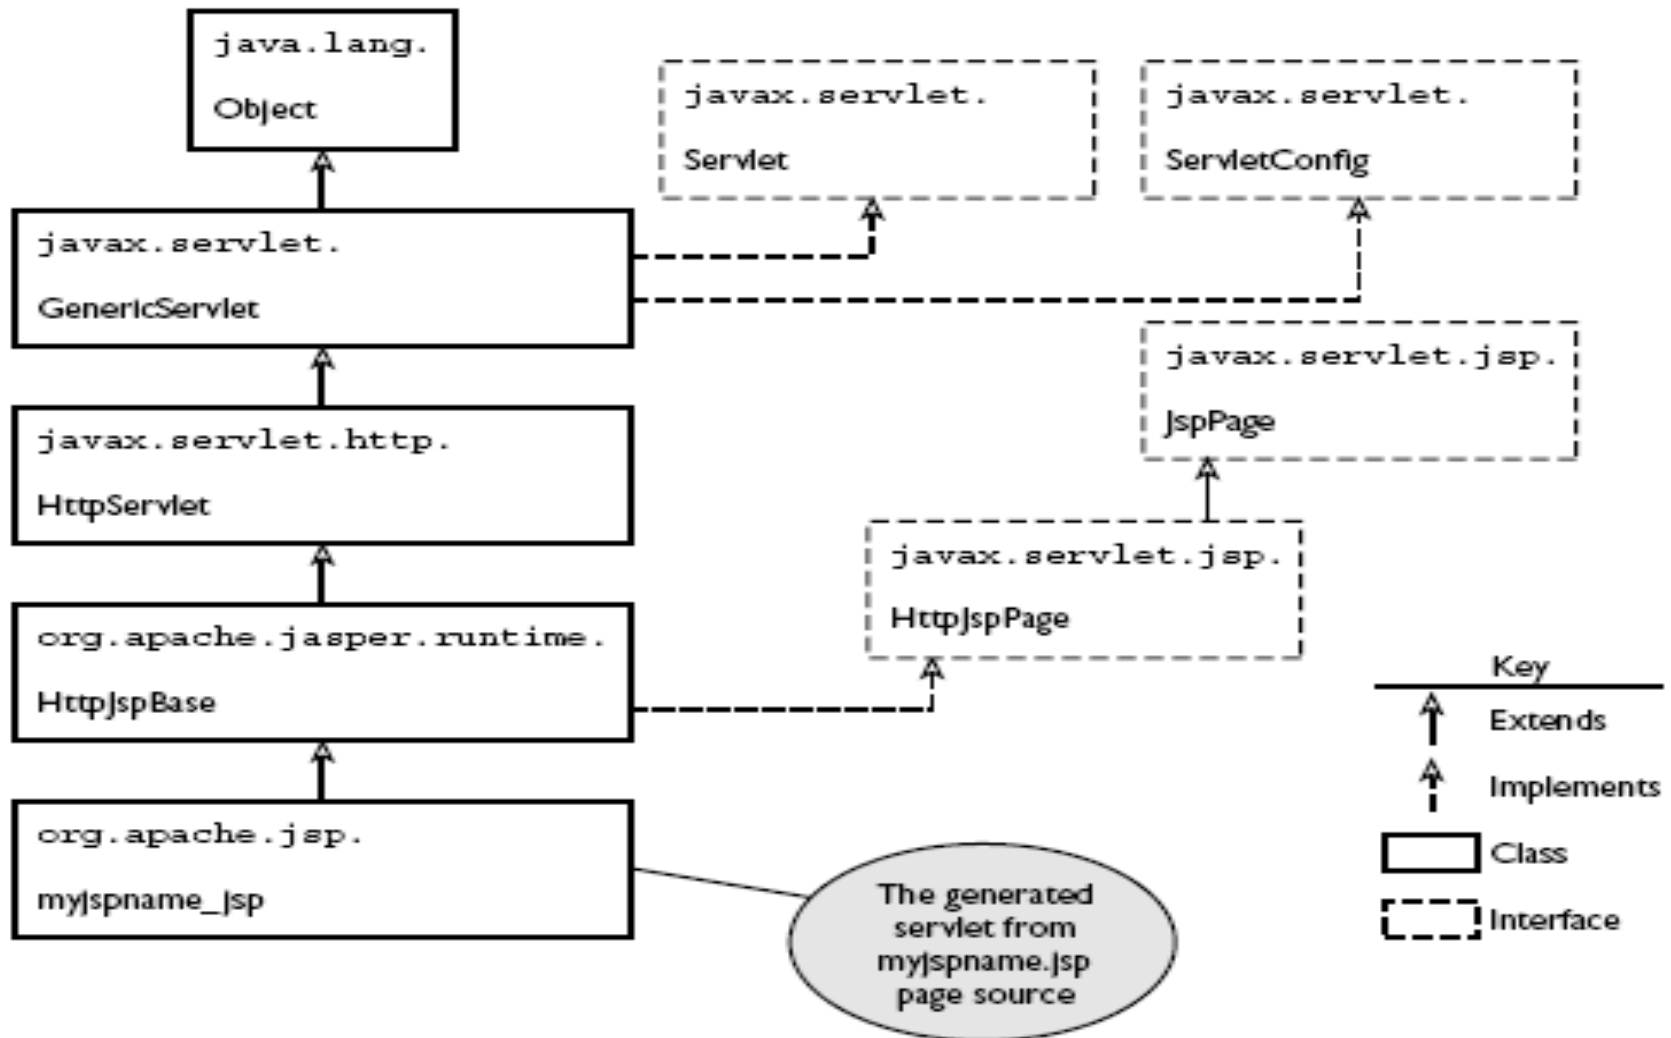 java.lang.
Object
javax.servlet.
Servlet
javax.servlet.
ServletConfig
javax.servlet.
GenericServlet
javax.servlet.jsp.
JspPage
javax.servlet.http.
HttpServlet
javax.servlet.jsp.
HttpJspPage
org.apache.jasper.runtime.
HttpJspBase
org.apache.jsp.
myjspname_jsp
The generated
servlet from
myjspname.jsp
page source
Key
Extends
Implements
Class
Interface